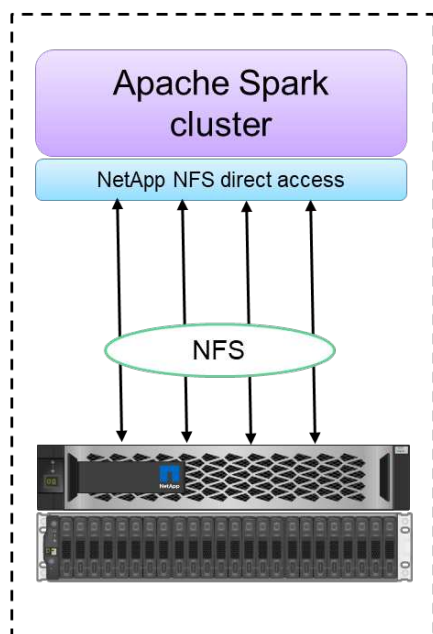 Apache Spark
cluster
NetApp NFS direct access
NFS
NetApp